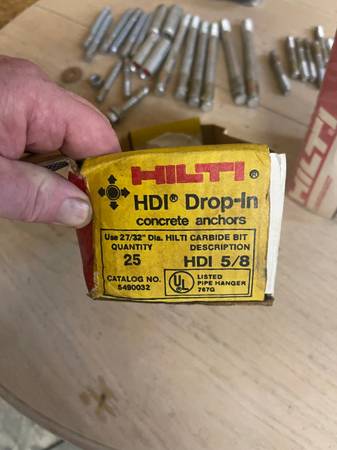 HILTI®
HDI® Drop-In
concrete anchors
Use 27/32" Dia. HILTI CARBIDE BIT
QUANTITY DESCRIPTION
25 HDI 5/8
CATALOG NO.
5490032
UL LISTED
PIPE HANGER
767G
HILTI